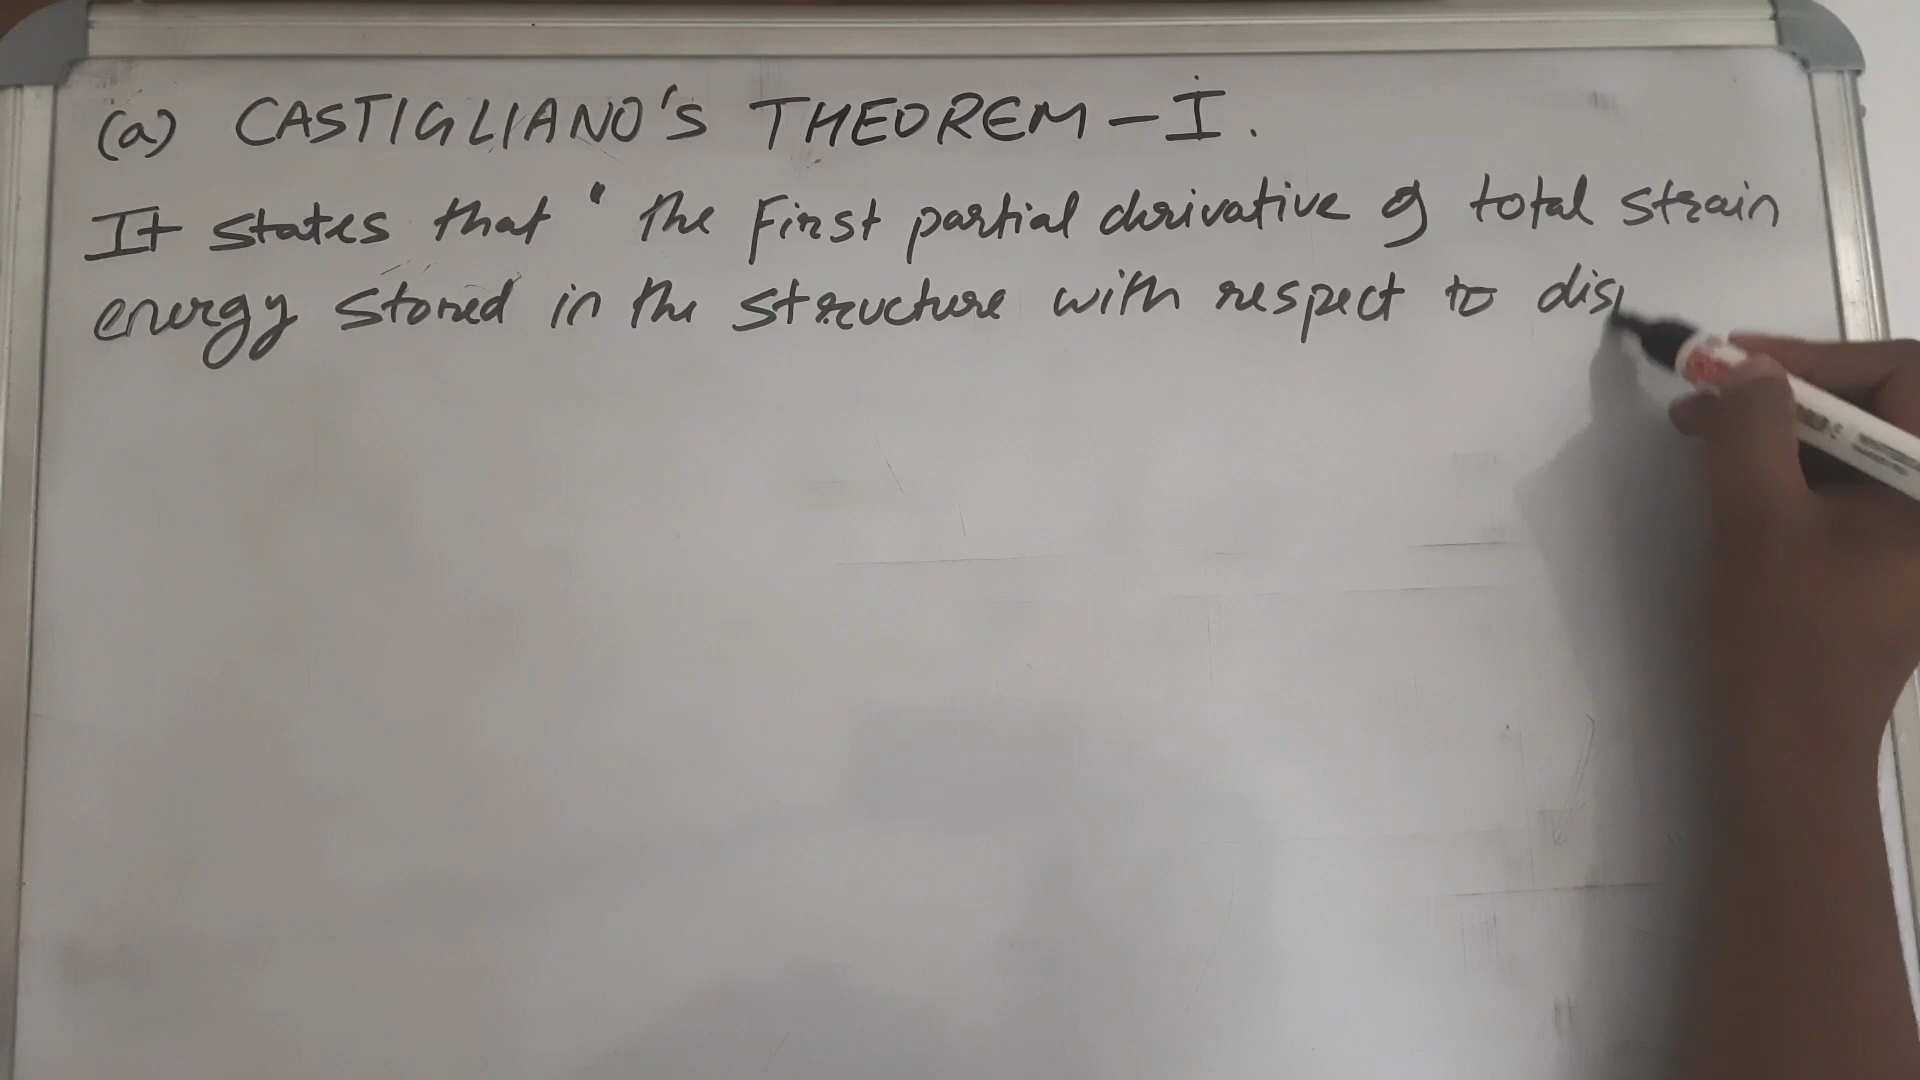 (a) CASTIGLIANO'S THEOREM - I.
It states that " the First partial derivative of total strain
energy stored in the structure with respect to dis